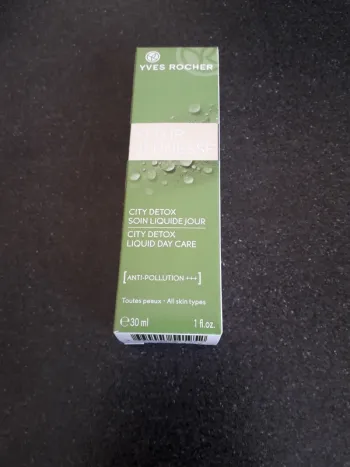 YVES ROCHER
CITY DETOX
SOIN LIQUIDE JOUR
CITY DETOX
LIQUID DAY CARE
[ANTI-POLLUTION +++]
Toutes peaux - All skin types
℮30 ml 1 fl.oz.